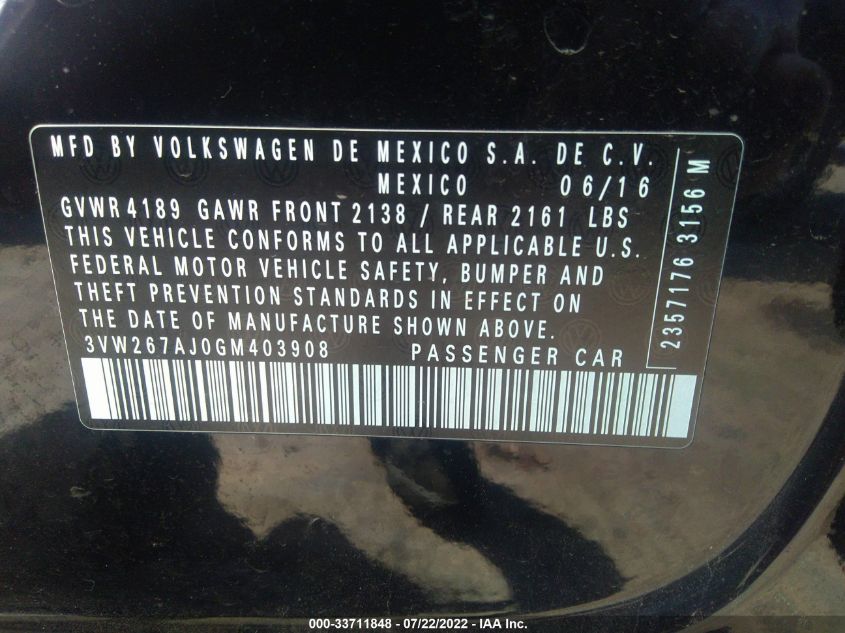 MFD BY VOLKSWAGEN DE MEXICO S.A. DE C.V.
MEXICO 06/16
GVWR 4189 GAWR FRONT 2138 / REAR 2161 LBS
THIS VEHICLE CONFORMS TO ALL APPLICABLE U.S.
FEDERAL MOTOR VEHICLE SAFETY, BUMPER AND
THEFT PREVENTION STANDARDS IN EFFECT ON
THE DATE OF MANUFACTURE SHOWN ABOVE.
3VW267AJ0GM403908 PASSENGER CAR
2357176 3156 M
000-33711848 - 07/22/2022 - IAA Inc.